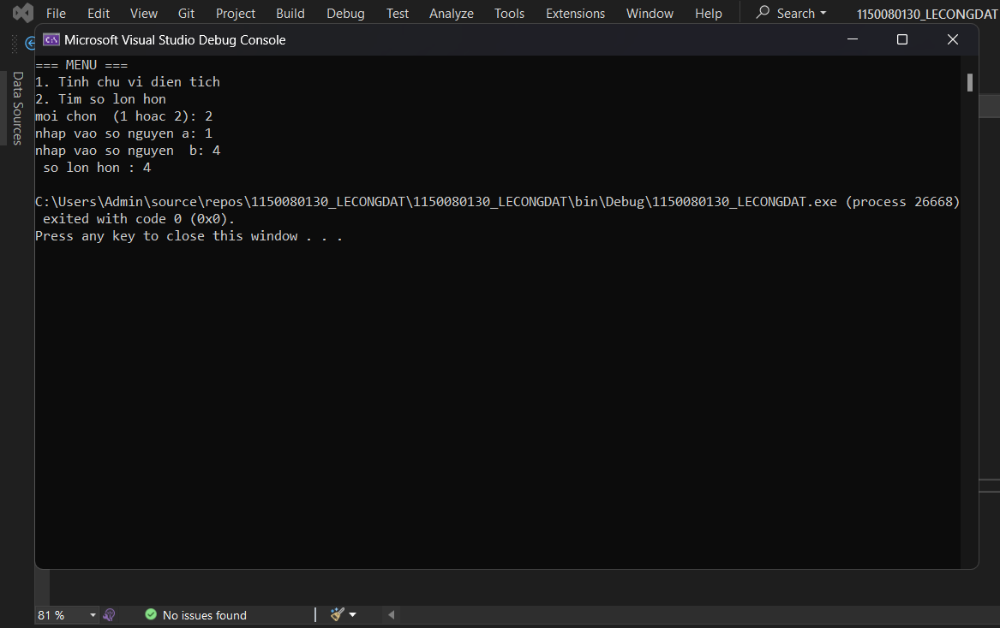 File Edit View Git Project Build Debug Test Analyze Tools Extensions Window Help Search 1150080130_LECONGDAT
Microsoft Visual Studio Debug Console
Data Sources
=== MENU ===
1. Tinh chu vi dien tich
2. Tim so lon hon
moi chon  (1 hoac 2): 2
nhap vao so nguyen a: 1
nhap vao so nguyen  b: 4
 so lon hon : 4
C:\Users\Admin\source\repos\1150080130_LECONGDAT\1150080130_LECONGDAT\bin\Debug\1150080130_LECONGDAT.exe (process 26668)
 exited with code 0 (0x0).
Press any key to close this window . . .
81 % No issues found